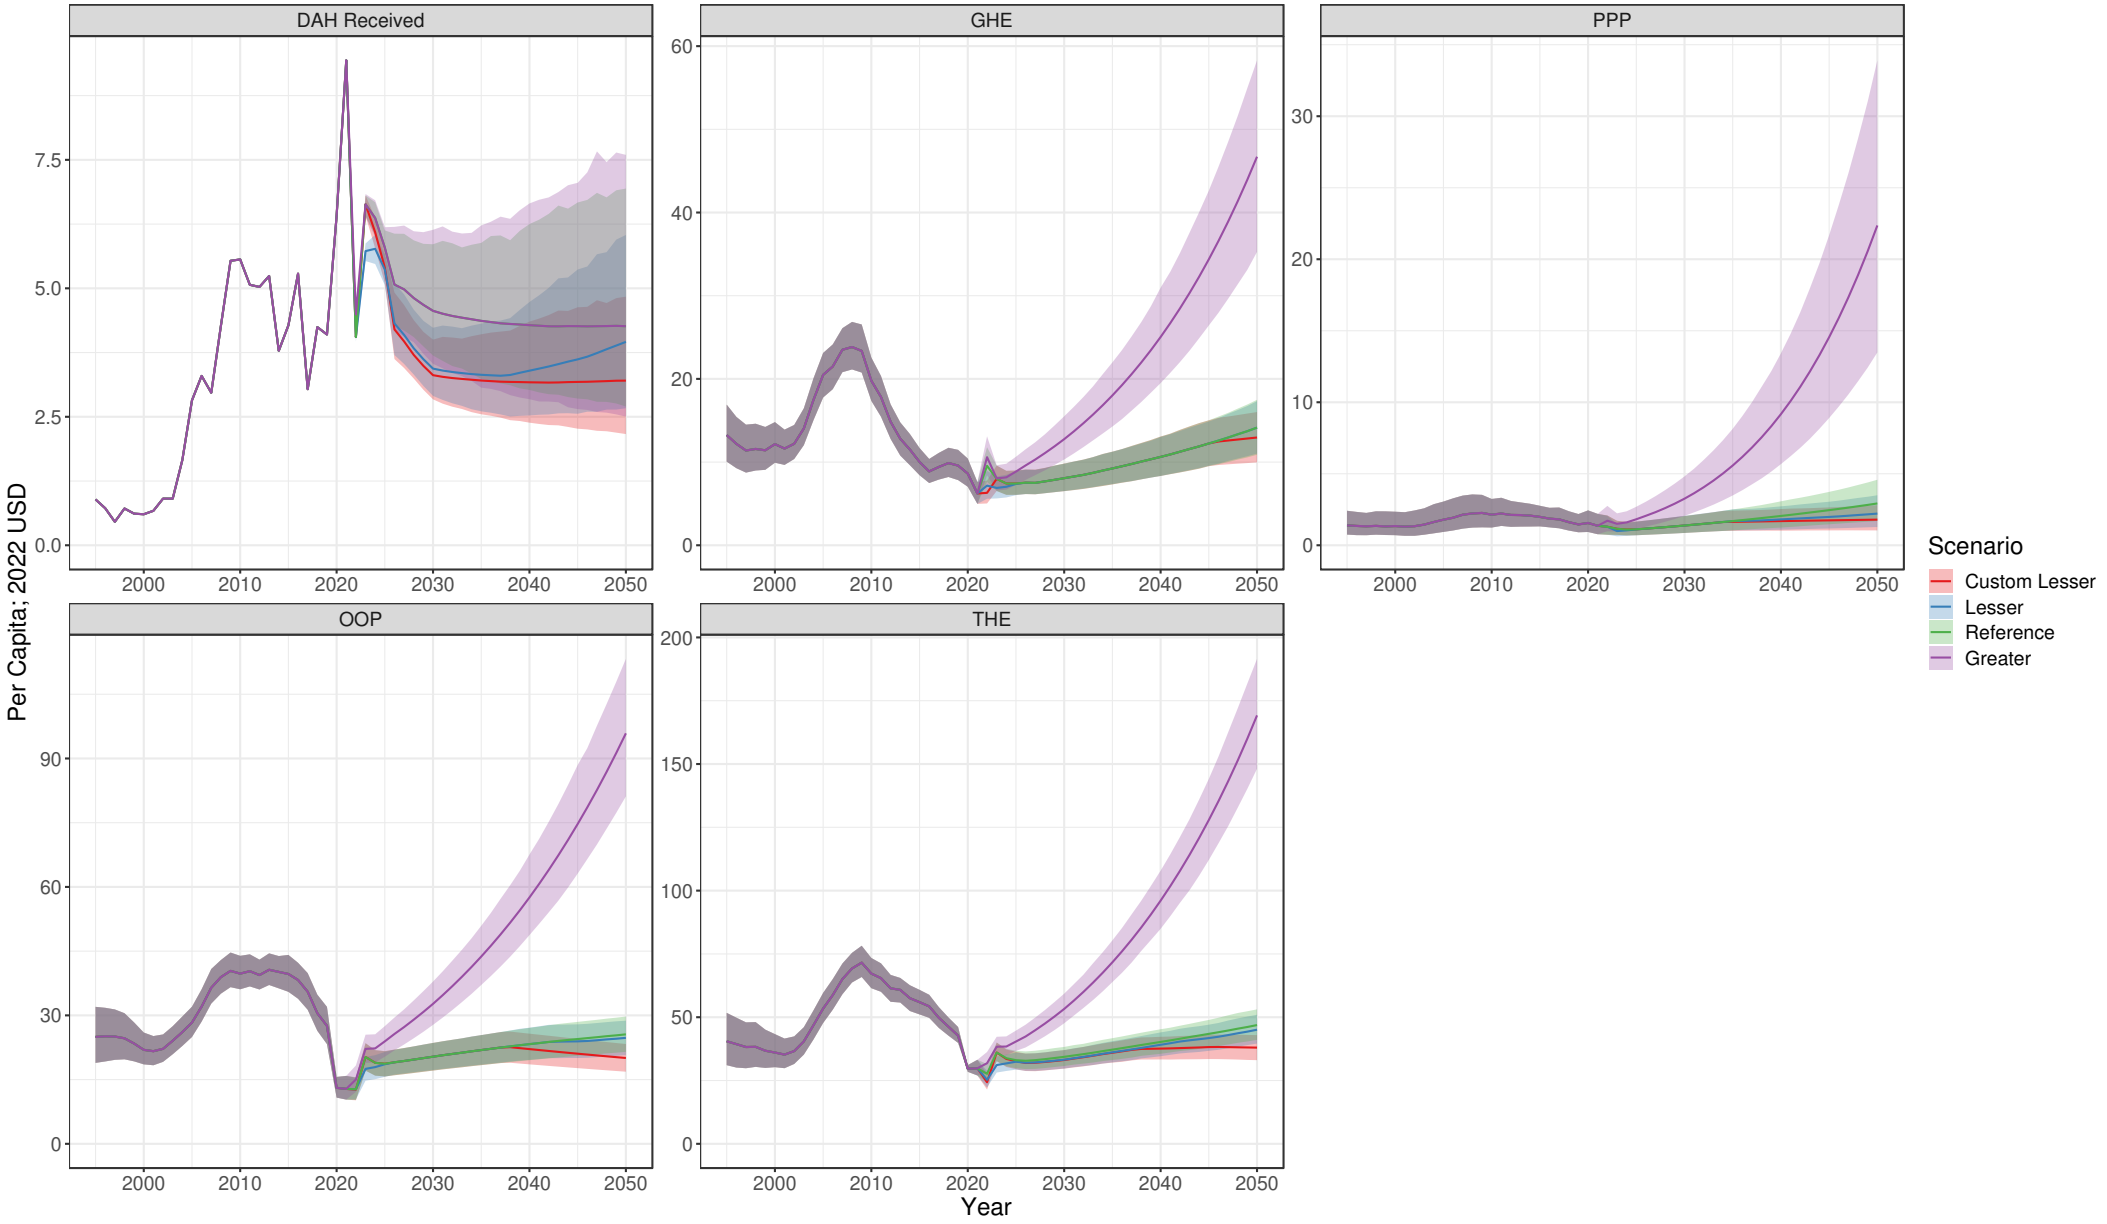 DAH Received
GHE
PPP
7.5
5.0
2.5
0.0
60
40
20
0
30
20
10
0
2000 2010 2020 2030 2040 2050
2000 2010 2020 2030 2040 2050
2000 2010 2020 2030 2040 2050
Per Capita; 2022 USD
Scenario
Custom Lesser
Lesser
Reference
Greater
OOP
THE
90
60
30
0
200
150
100
50
0
2000 2010 2020 2030 2040 2050
2000 2010 2020 2030 2040 2050
Year